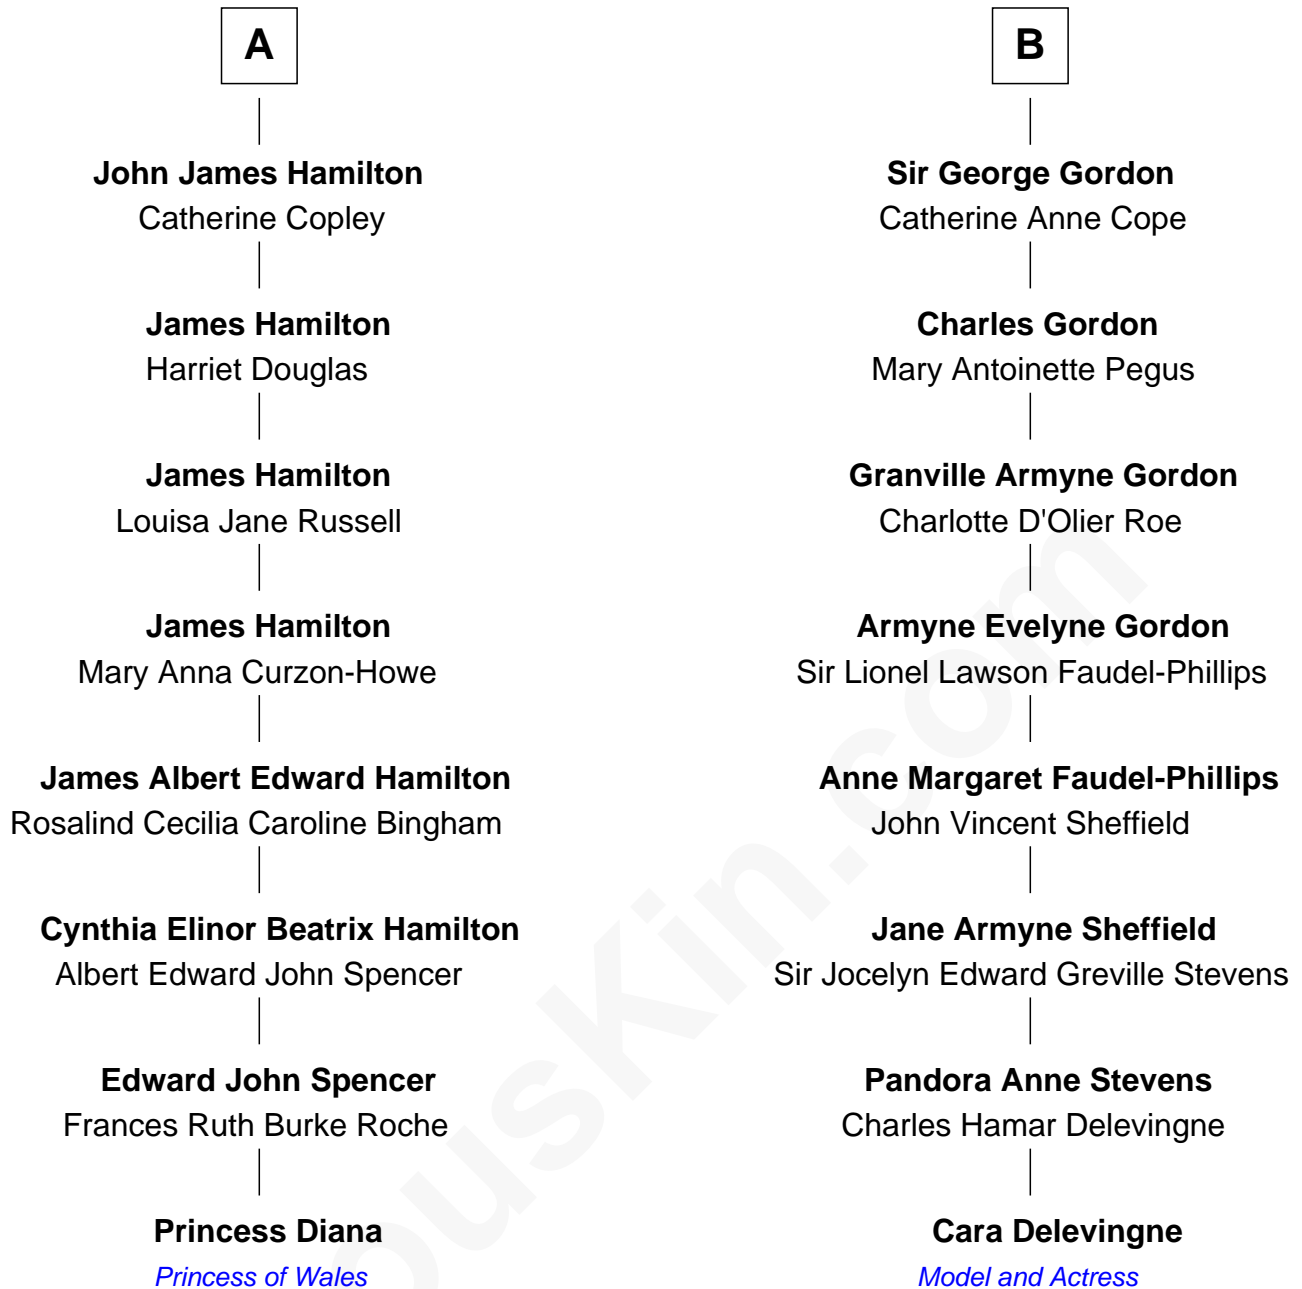 A
John James Hamilton
Catherine Copley
James Hamilton
Harriet Douglas
James Hamilton
Louisa Jane Russell
James Hamilton
Mary Anna Curzon-Howe
James Albert Edward Hamilton
Rosalind Cecilia Caroline Bingham
Cynthia Elinor Beatrix Hamilton
Albert Edward John Spencer
Edward John Spencer
Frances Ruth Burke Roche
Princess Diana
Princess of Wales
B
Sir George Gordon
Catherine Anne Cope
Charles Gordon
Mary Antoinette Pegus
Granville Armyne Gordon
Charlotte D'Olier Roe
Armyne Evelyne Gordon
Sir Lionel Lawson Faudel-Phillips
Anne Margaret Faudel-Phillips
John Vincent Sheffield
Jane Armyne Sheffield
Sir Jocelyn Edward Greville Stevens
Pandora Anne Stevens
Charles Hamar Delevingne
Cara Delevingne
Model and Actress
ousKin.com